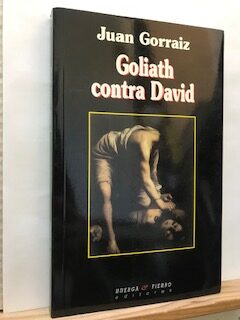 Juan Gorraiz
Goliath
contra David
HUERGA & FIERRO
editores